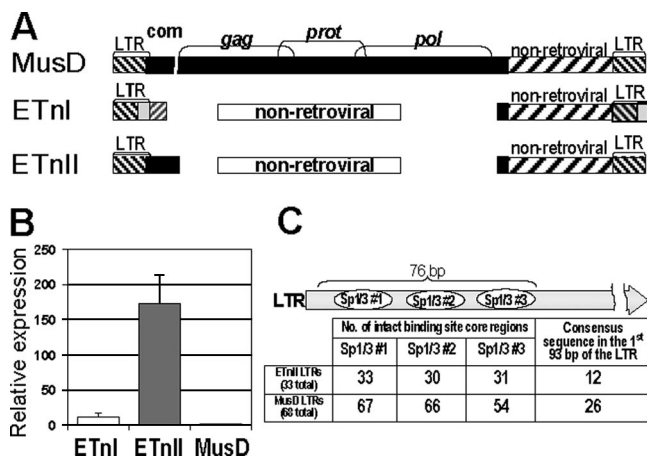 A
com
LTR gag prot pol non-retroviral LTR
MusD
LTR non-retroviral LTR
ETnI non-retroviral
LTR non-retroviral LTR
ETnII non-retroviral
B
Relative expression
250
200
150
100
50
0
ETnI ETnII MusD
C
76 bp
LTR Sp1/3 #1 Sp1/3 #2 Sp1/3 #3
No. of intact binding site core regions
Consensus sequence in the 1st 93 bp of the LTR
Sp1/3 #1 Sp1/3 #2 Sp1/3 #3
ETnII LTRs (33 total) 33 30 31 12
MusD LTRs (68 total) 67 66 54 26